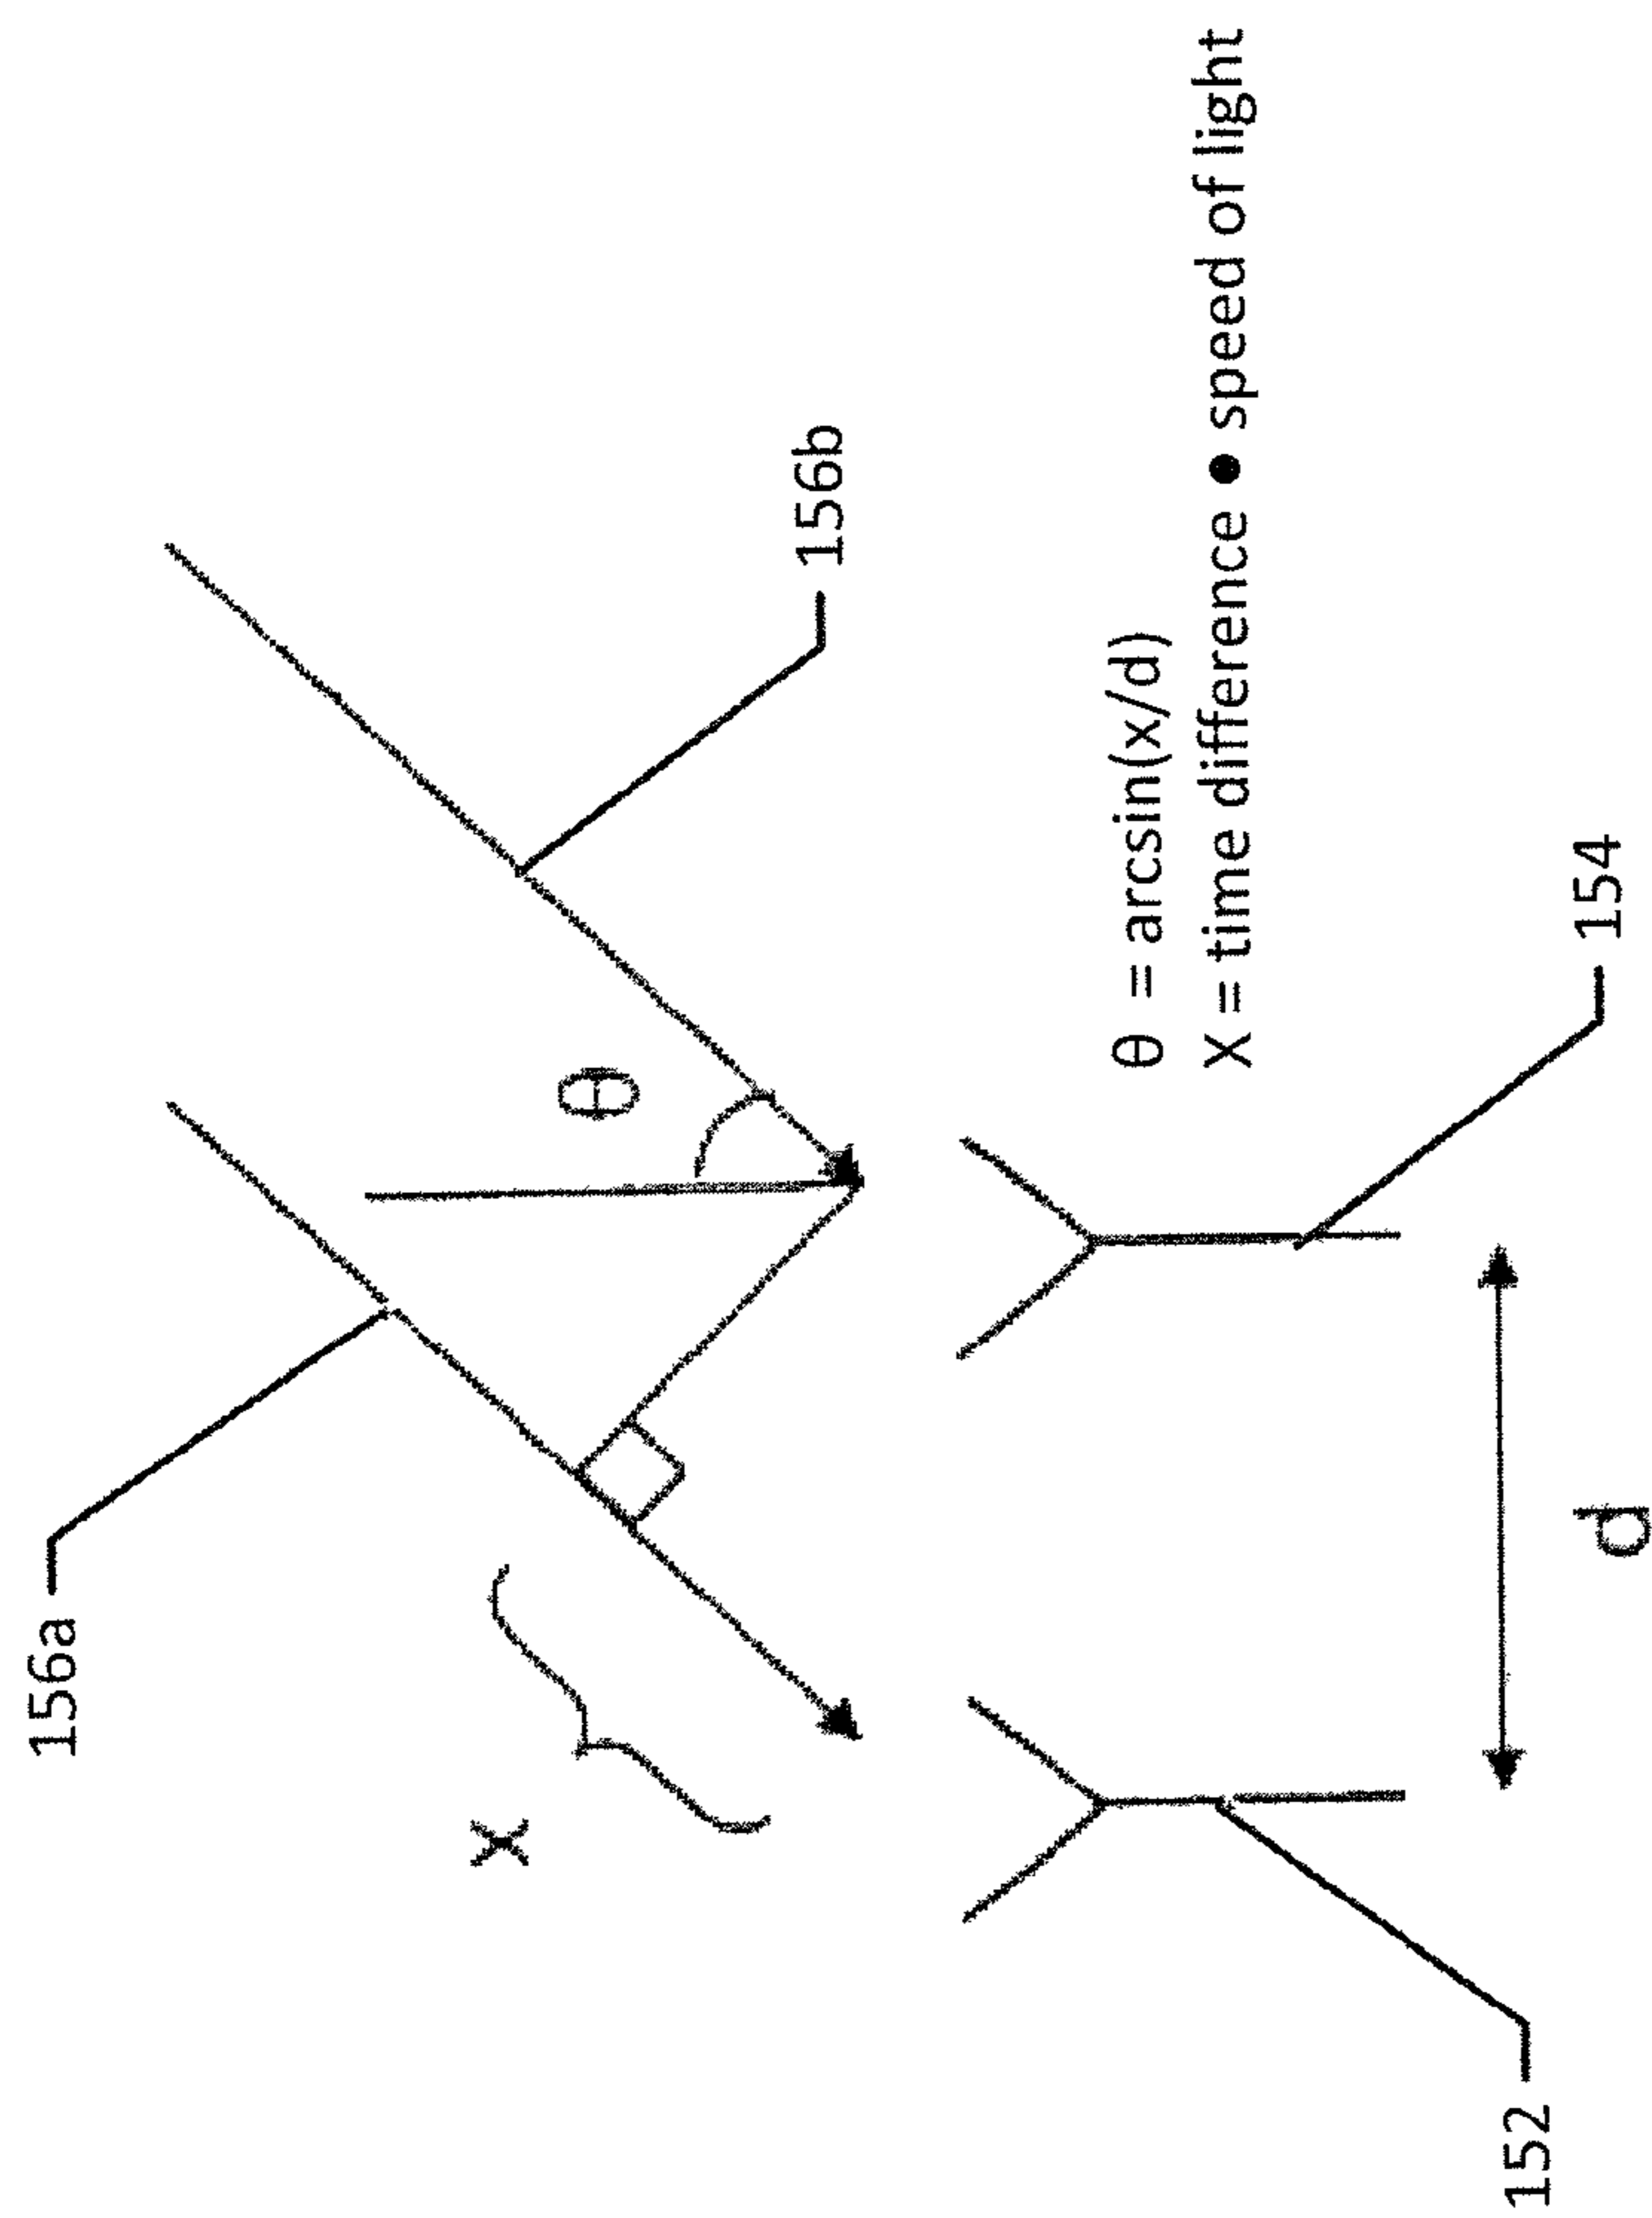 156a
x
θ
156b
θ = arcsin(x/d)
X = time difference ● speed of light
152
d
154